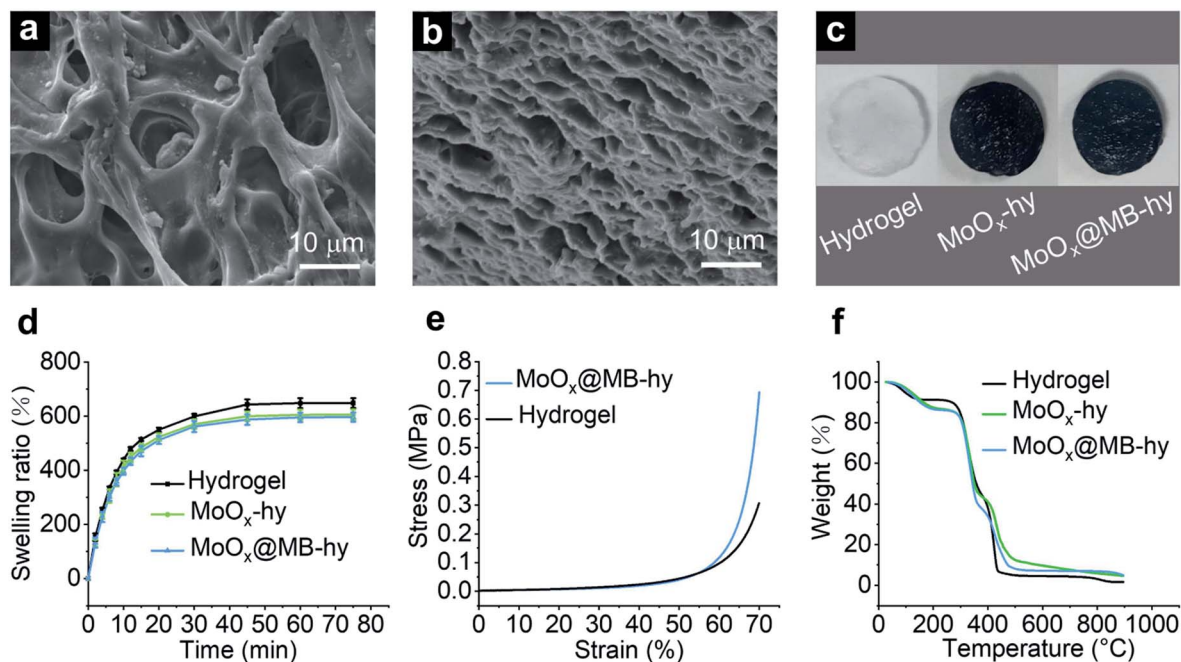 a
b
c
10 μm
10 μm
Hydrogel
MoOₓ-hy
MoOₓ@MB-hy
d
e
f
800
600
400
200
0
Swelling ratio (%)
Hydrogel
MoOₓ-hy
MoOₓ@MB-hy
0 10 20 30 40 50 60 70 80
Time (min)
0.8
0.7
0.6
0.5
0.4
0.3
0.2
0.1
0.0
Stress (MPa)
MoOₓ@MB-hy
Hydrogel
0 10 20 30 40 50 60 70
Strain (%)
100
80
60
40
20
0
Weight (%)
Hydrogel
MoOₓ-hy
MoOₓ@MB-hy
0 200 400 600 800 1000
Temperature (°C)